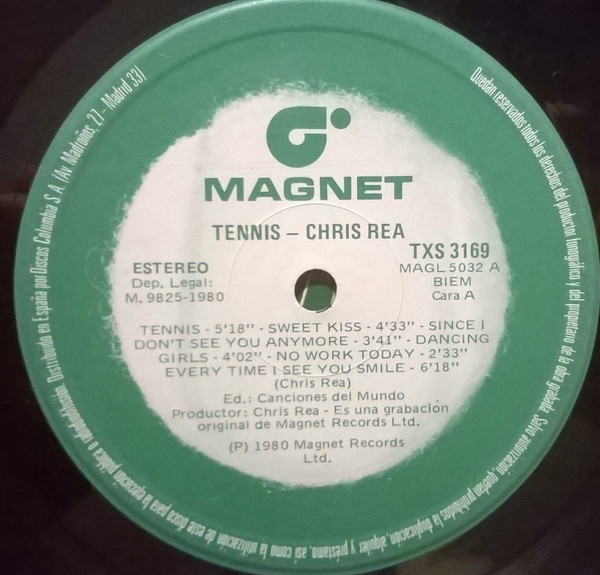 MAGNET
TENNIS — CHRIS REA
TXS 3169
ESTEREO
Dep. Legal:
M. 9825-1980
MAGL 5032 A
BIEM
Cara A
TENNIS - 5'18'' - SWEET KISS - 4'33'' - SINCE I
DON'T SEE YOU ANYMORE - 3'41'' - DANCING
GIRLS - 4'02'' - NO WORK TODAY - 2'33''
EVERY TIME I SEE YOU SMILE - 6'18''
(Chris Rea)
Ed.: Canciones del Mundo
Productor: Chris Rea - Es una grabación
original de Magnet Records Ltd.
(P) 1980 Magnet Records
Ltd.
Quedan reservados todos los derechos del productor fonográfico y del propietario de la obra grabada. Salvo autorización, quedan prohibidos la duplicación, alquiler y préstamo, así como la utilización de este disco para la ejecución pública o radiodifusión. Distribuido en España por Discos Columbia S.A. (Av. Madroños, 27 - Madrid 33)